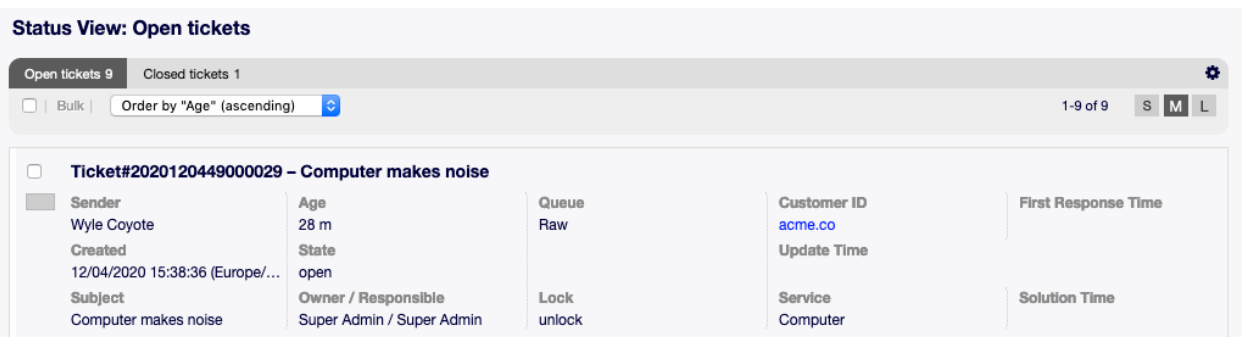 Status View: Open tickets
Open tickets 9 Closed tickets 1
| Bulk | Order by "Age" (ascending) 1-9 of 9 S M L
Ticket#2020120449000029 – Computer makes noise
Sender Age Queue Customer ID First Response Time
Wyle Coyote 28 m Raw acme.co
Created State Update Time
12/04/2020 15:38:36 (Europe/... open
Subject Owner / Responsible Lock Service Solution Time
Computer makes noise Super Admin / Super Admin unlock Computer